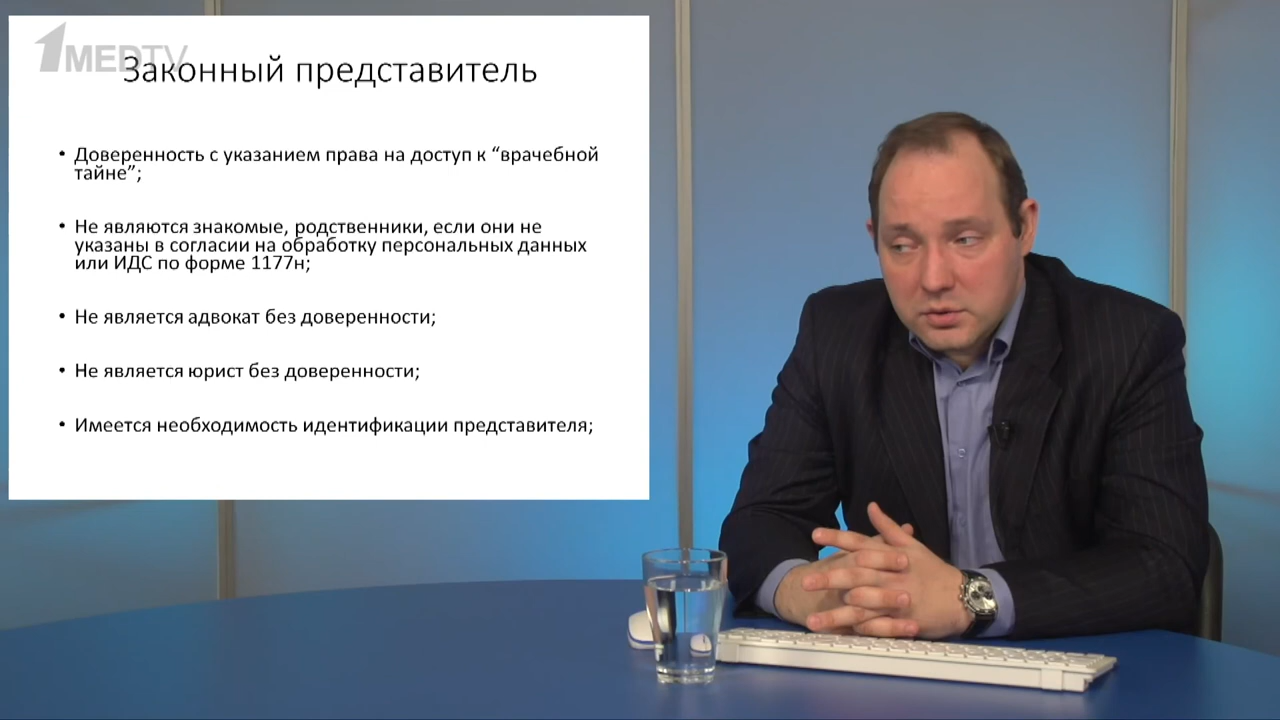 1MEDTV
Законный представитель
• Доверенность с указанием права на доступ к “врачебной
тайне”;
• Не являются знакомые, родственники, если они не
указаны в согласии на обработку персональных данных
или ИДС по форме 1177н;
• Не является адвокат без доверенности;
• Не является юрист без доверенности;
• Имеется необходимость идентификации представителя;